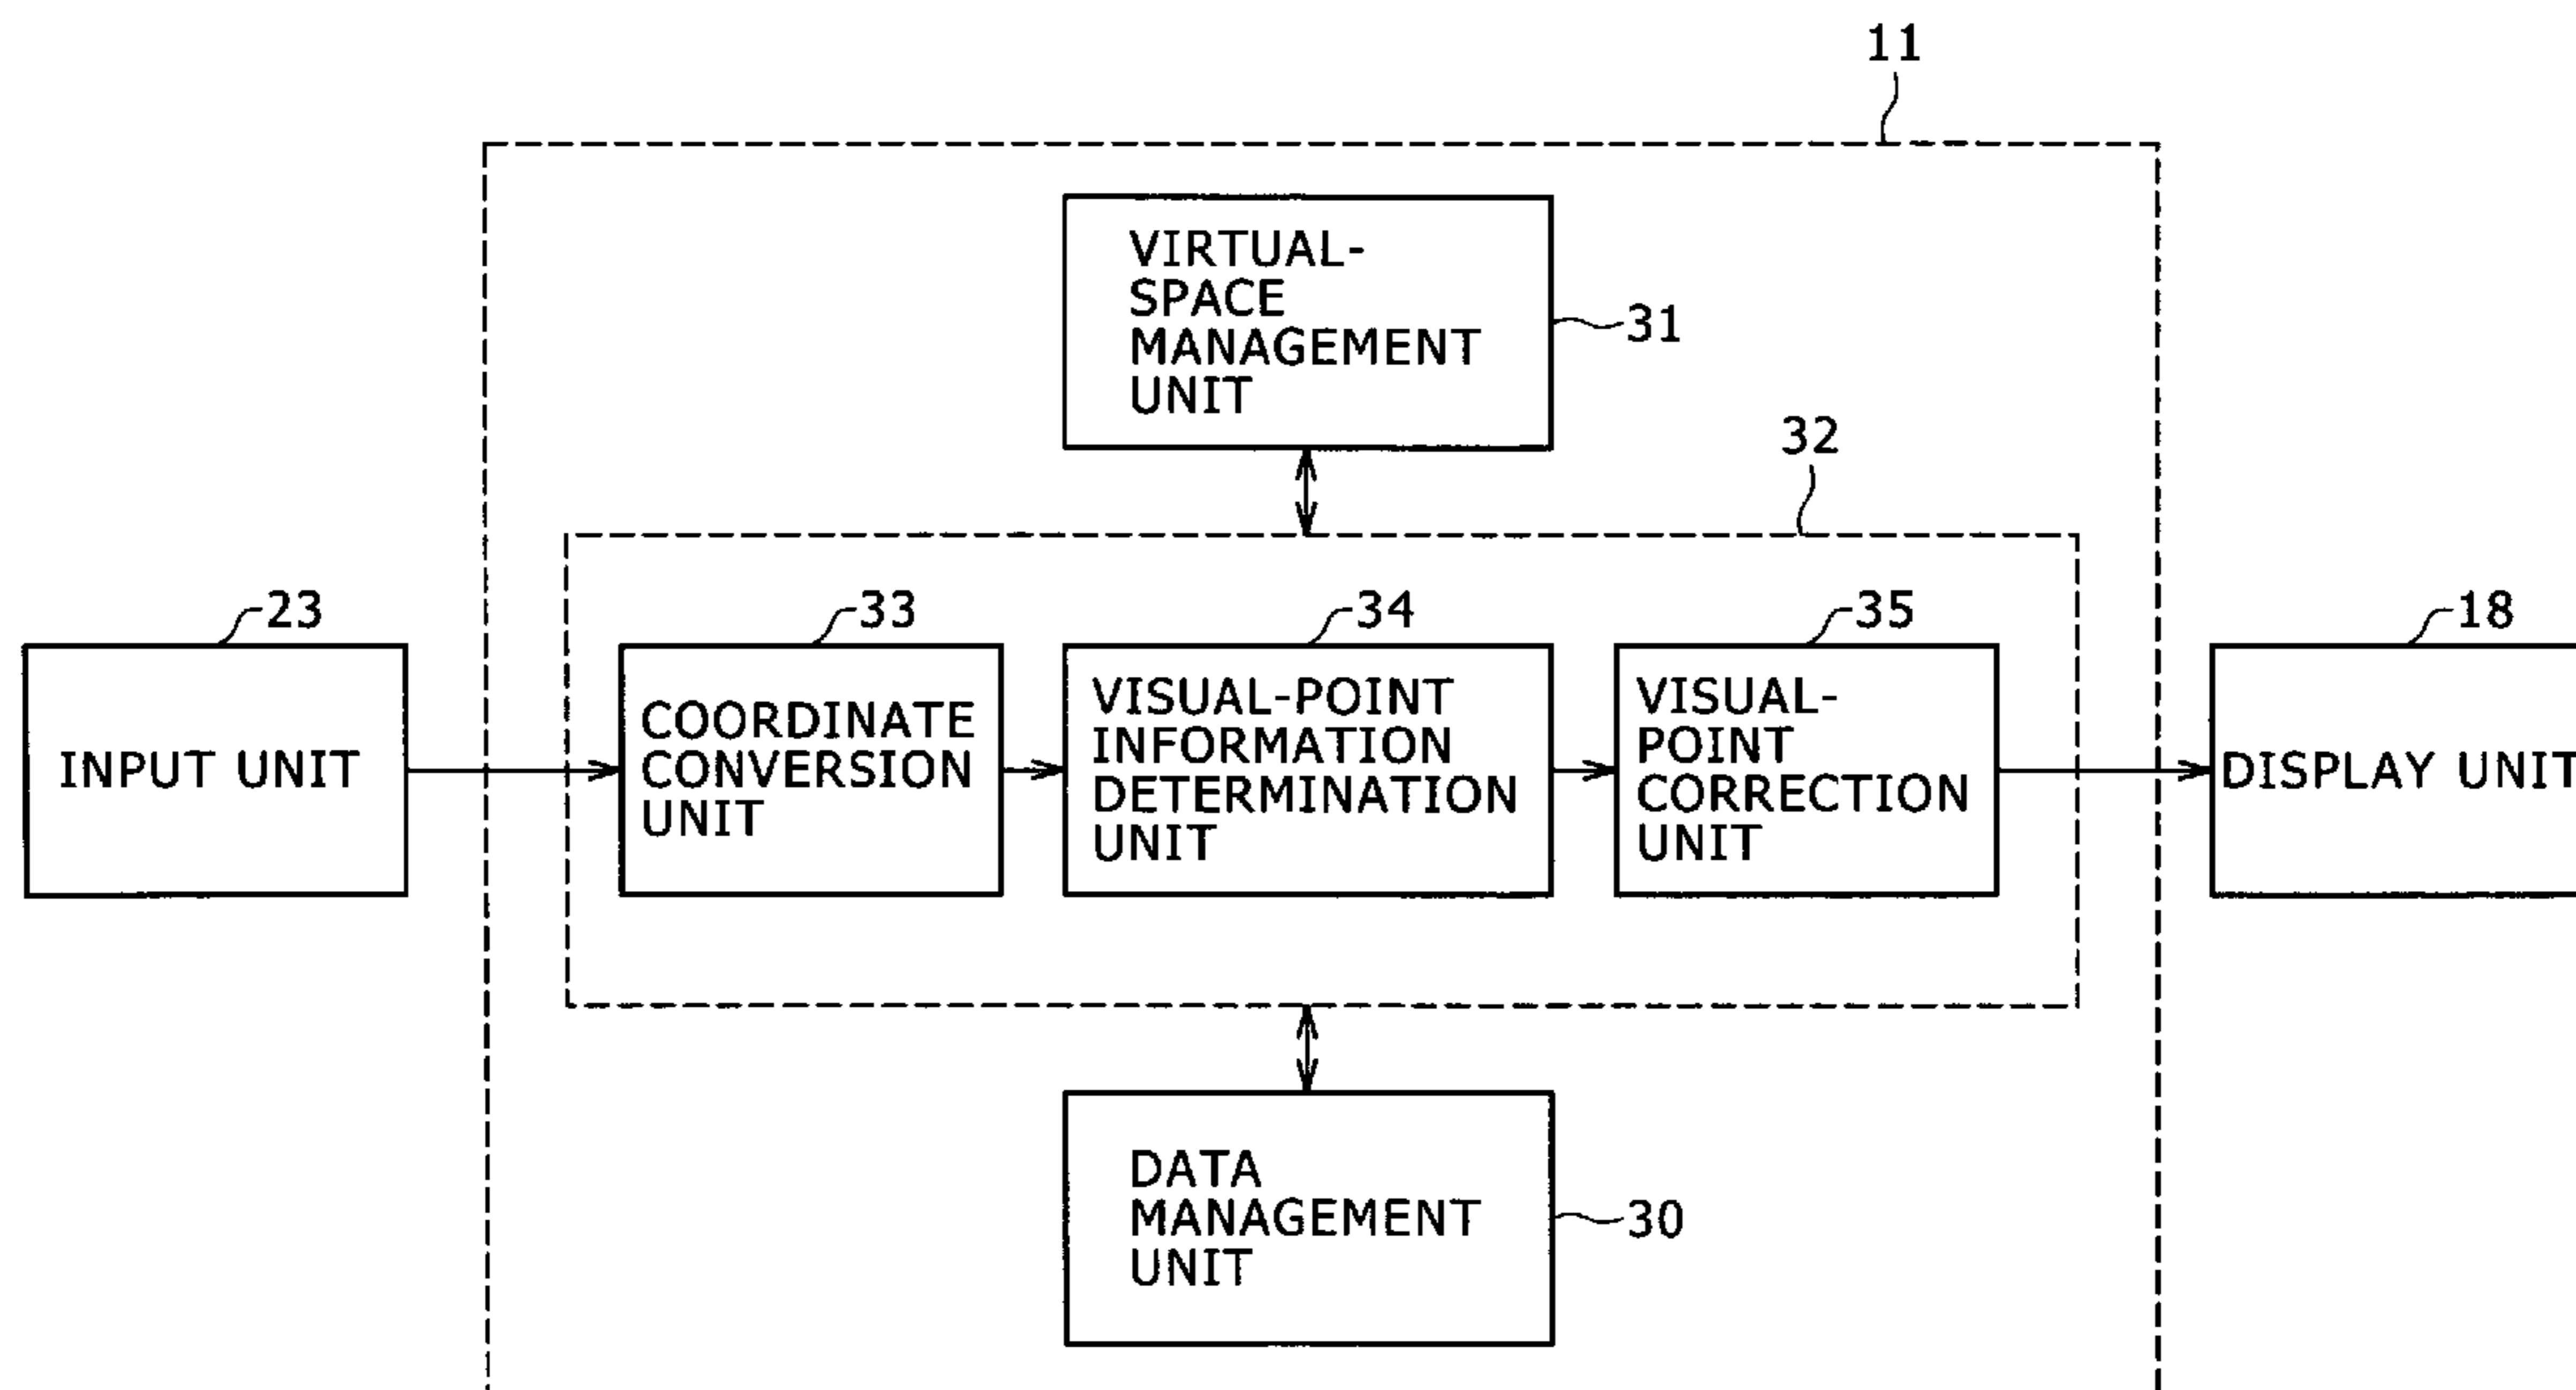 11
VIRTUAL-
SPACE
MANAGEMENT
UNIT
31
32
23
33
34
35
18
INPUT UNIT
COORDINATE
CONVERSION
UNIT
VISUAL-POINT
INFORMATION
DETERMINATION
UNIT
VISUAL-
POINT
CORRECTION
UNIT
DISPLAY UNIT
DATA
MANAGEMENT
UNIT
30